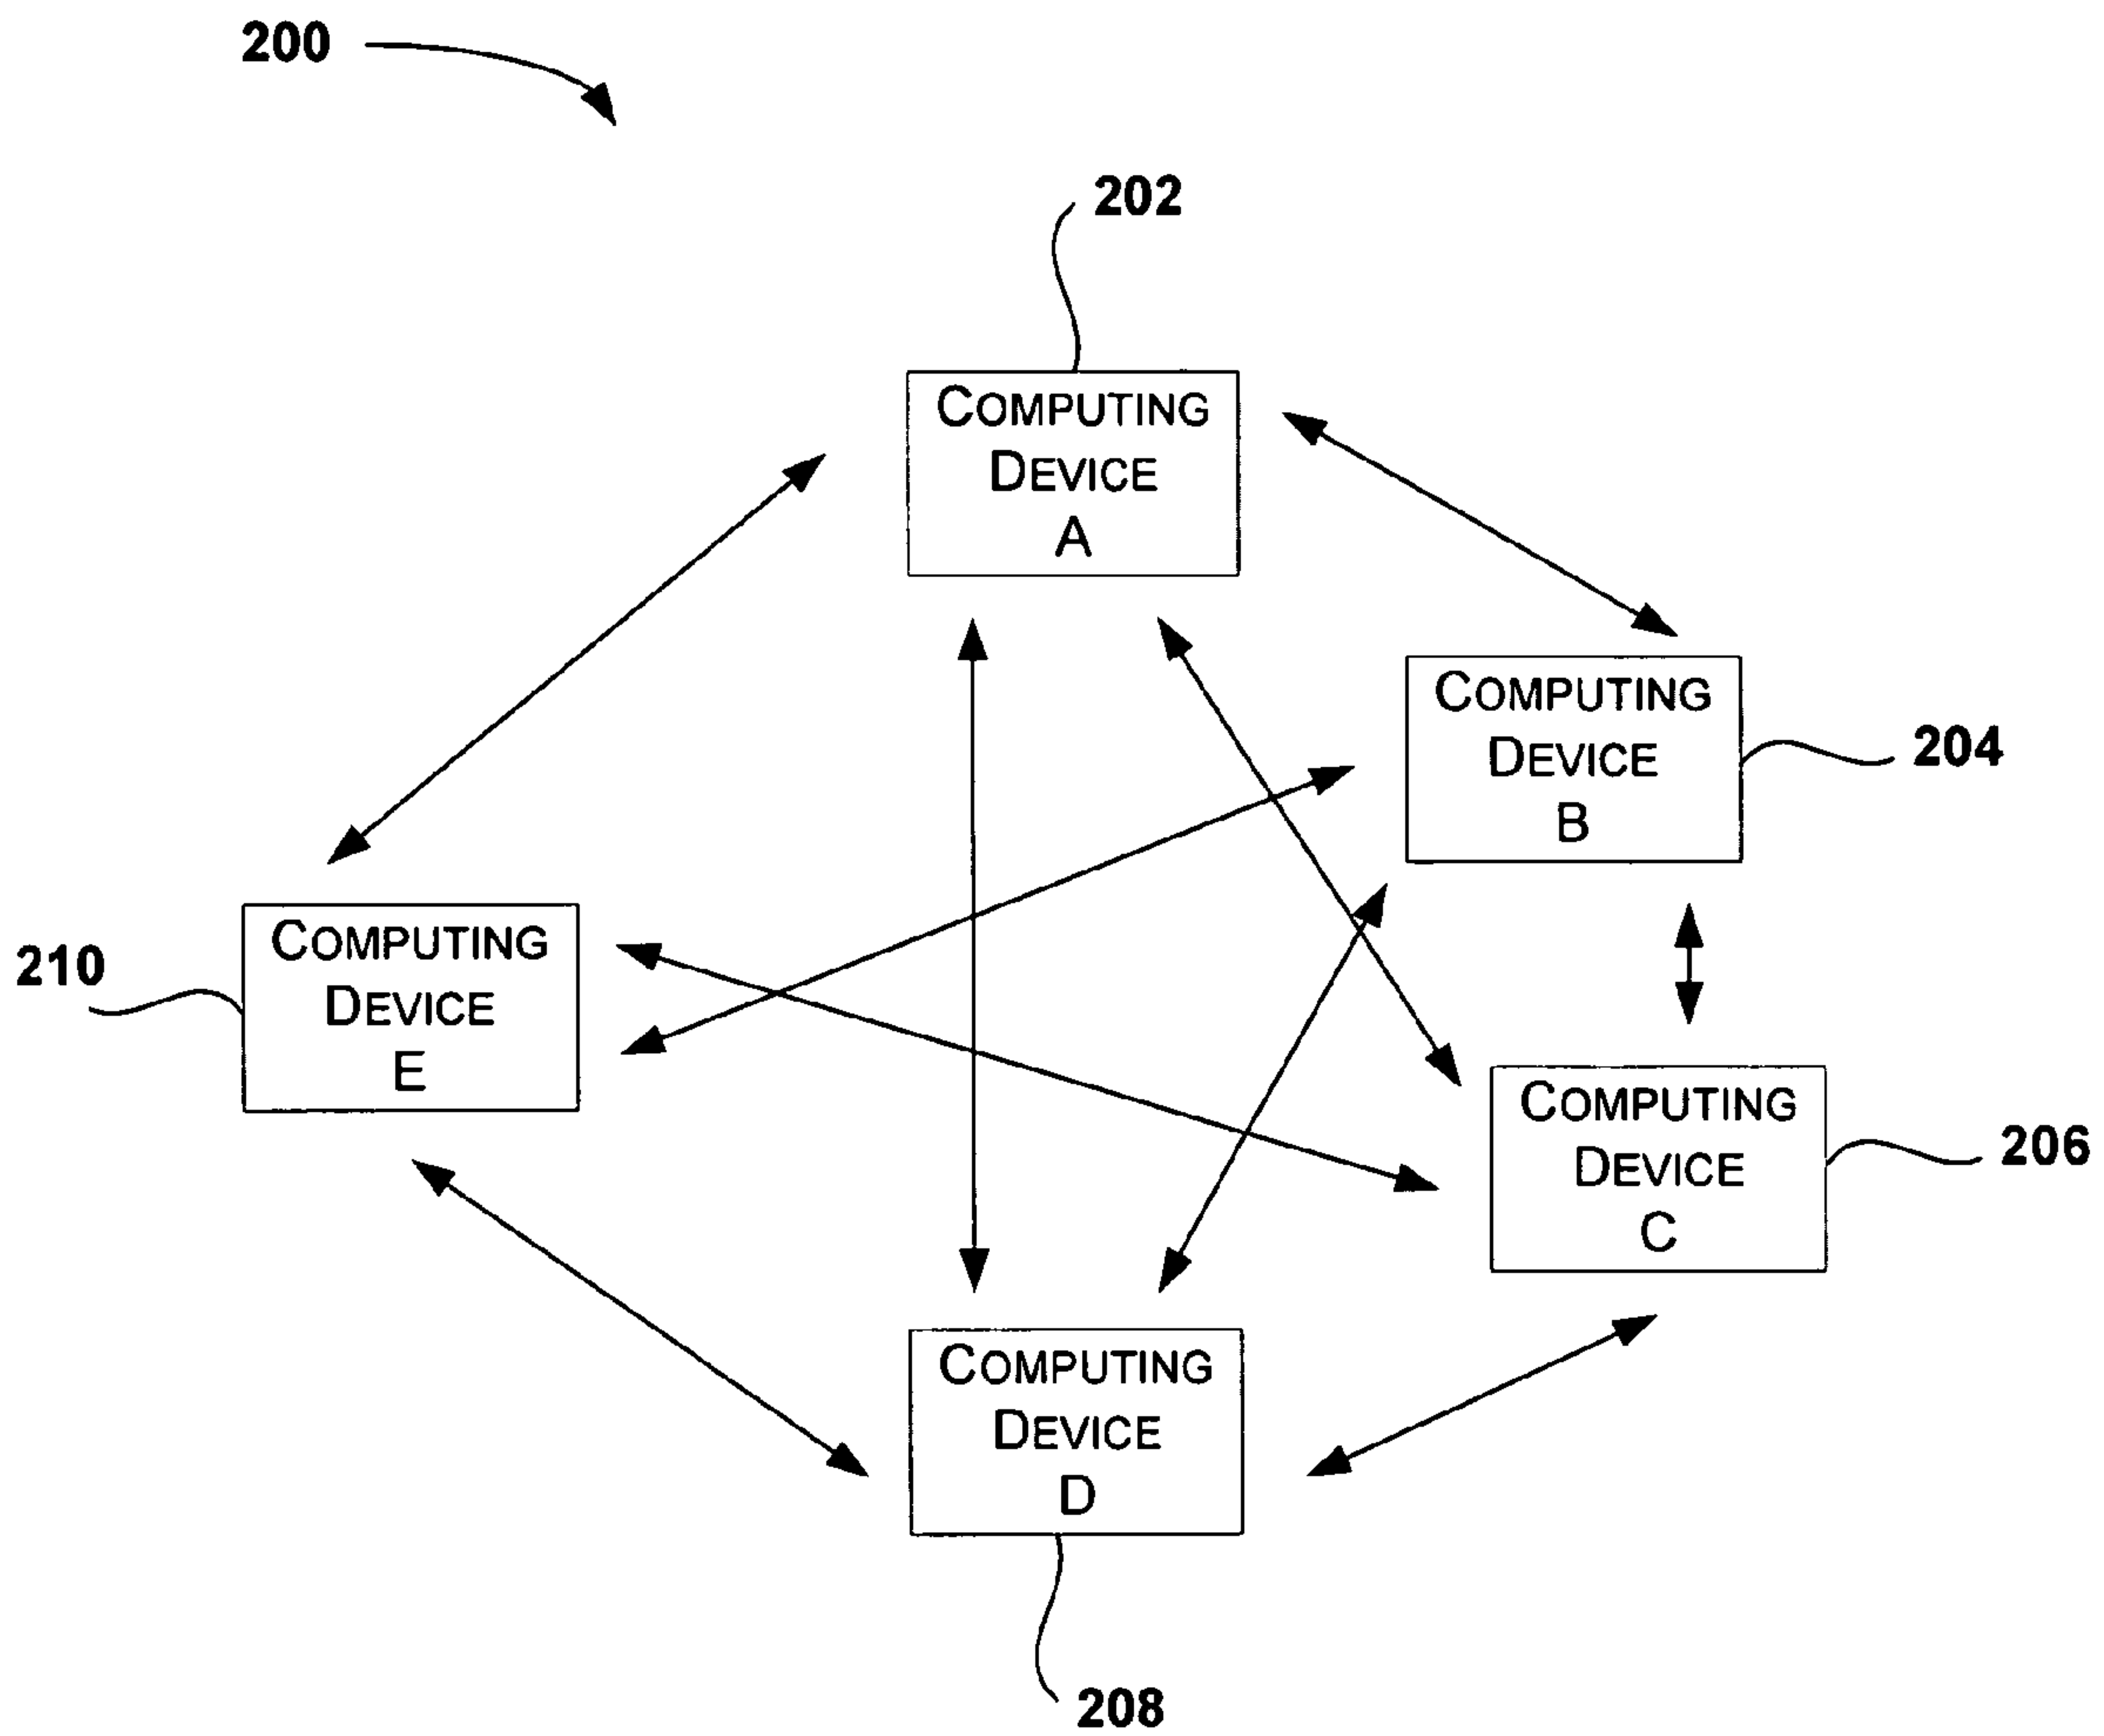 200
202
COMPUTING
DEVICE
A
COMPUTING
DEVICE
B
204
210
COMPUTING
DEVICE
E
COMPUTING
DEVICE
C
206
COMPUTING
DEVICE
D
208